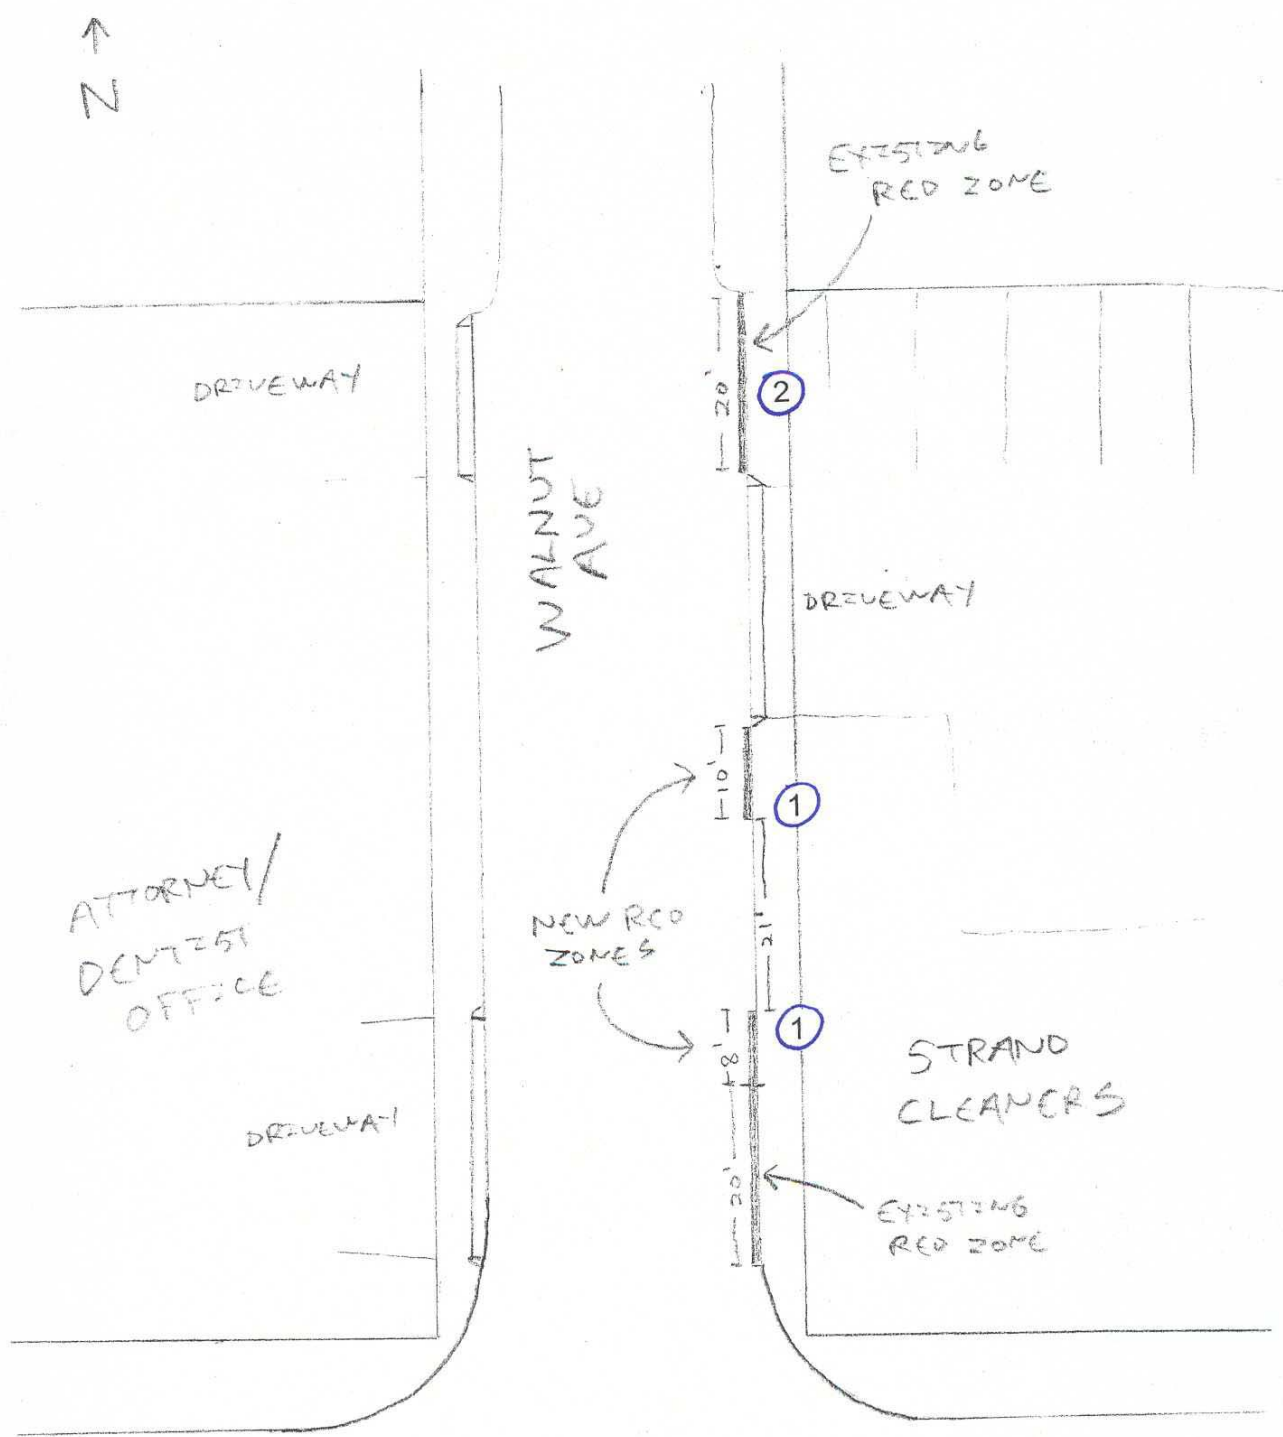 N
EXISTING
RED ZONE
DRIVEWAY
20'
2
WALNUT
AVE
DRIVEWAY
10'
1
ATTORNEY/
DENTIST
OFFICE
NEW RED
ZONES
21'
1
8'
STRAND
CLEANERS
DRIVEWAY
20'
EXISTING
RED ZONE